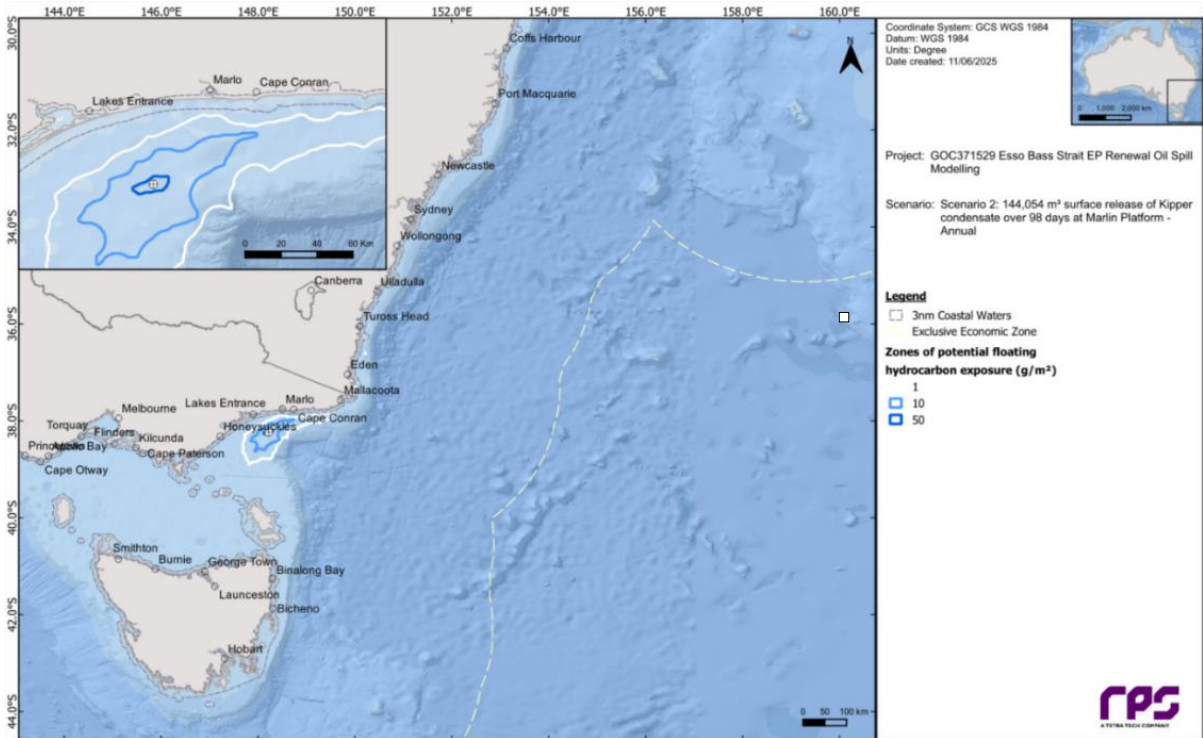 144.0°E 146.0°E 148.0°E 150.0°E 152.0°E 154.0°E 156.0°E 158.0°E 160.0°E
30.0°S
32.0°S
34.0°S
36.0°S
38.0°S
40.0°S
42.0°S
44.0°S
Marlo
Cape Conran
Lakes Entrance
0 20 40 60 Km
N
Coffs Harbour
Port Macquarie
Newcastle
Sydney
Wollongong
Canberra
Ulladulla
Tuross Head
Eden
Mallacoota
Lakes Entrance
Marlo
Melbourne
Cape Conran
Torquay
Flinders
Honeysuckles
Kilcunda
Apollo Bay
Cape Paterson
Cape Otway
Smithton
Burnie
George Town
Binalong Bay
Launceston
Bicheno
Hobart
0 50 100 km
Coordinate System: GCS WGS 1984
Datum: WGS 1984
Units: Degree
Date created: 11/06/2025
0 1,000 2,000 km
Project: GOC371529 Esso Bass Strait EP Renewal Oil Spill
Modelling
Scenario: Scenario 2: 144,054 m³ surface release of Kipper
condensate over 98 days at Marlin Platform -
Annual
Legend
3nm Coastal Waters
Exclusive Economic Zone
Zones of potential floating
hydrocarbon exposure (g/m²)
1
10
50
rps
A TETRA TECH COMPANY